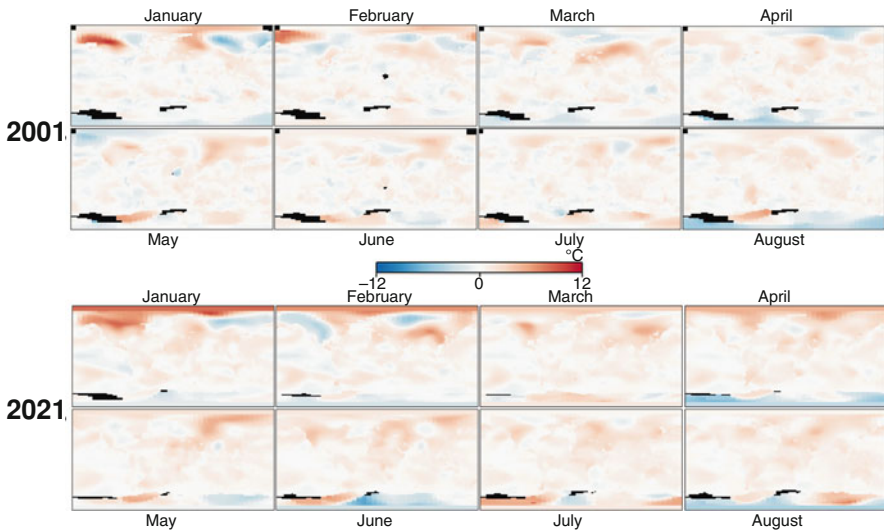 January February March April
2001
May June July August
°C
−12 0 12
January February March April
2021
May June July August